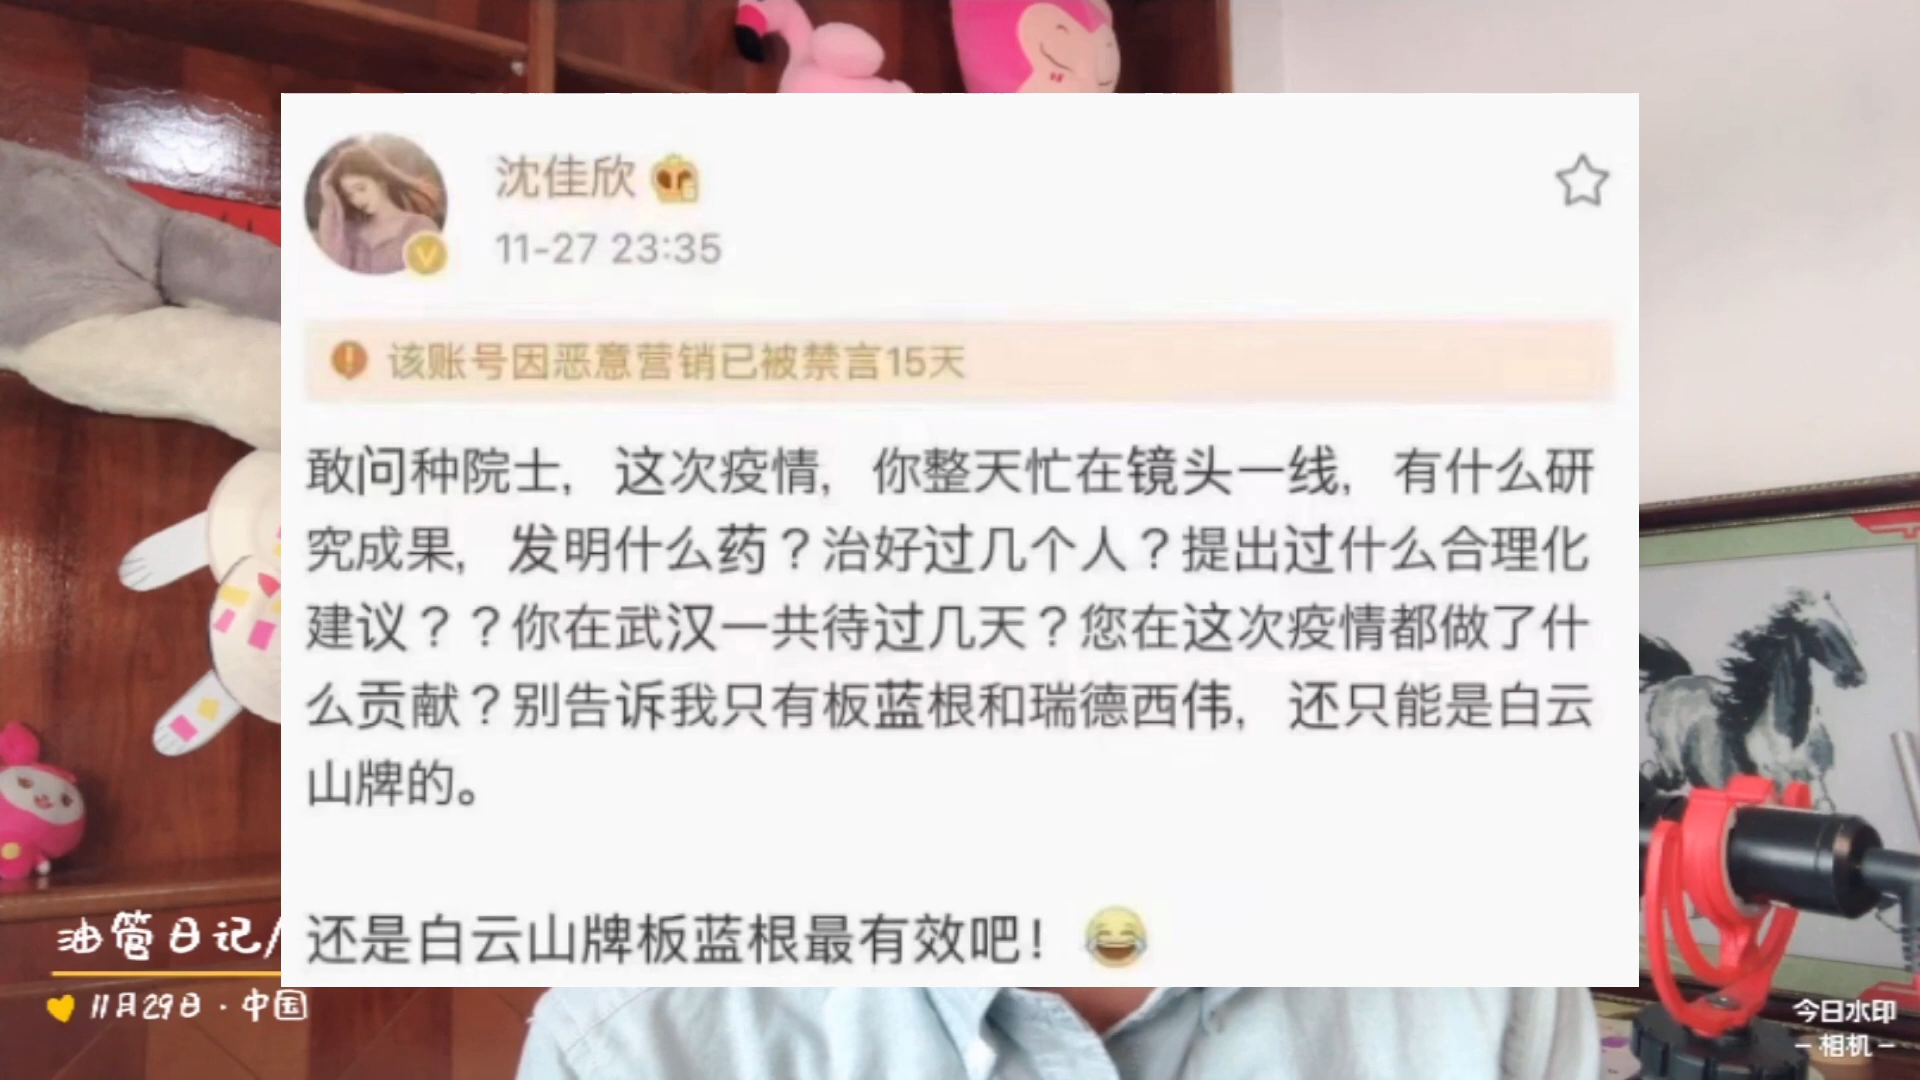 沈佳欣
11-27 23:35
该账号因恶意营销已被禁言15天
敢问种院士，这次疫情，你整天忙在镜头一线，有什么研
究成果，发明什么药？治好过几个人？提出过什么合理化
建议？？你在武汉一共待过几天？您在这次疫情都做了什
么贡献？别告诉我只有板蓝根和瑞德西伟，还只能是白云
山牌的。
还是白云山牌板蓝根最有效吧！
油管日记/
11月29日·中国
今日水印
-相机-